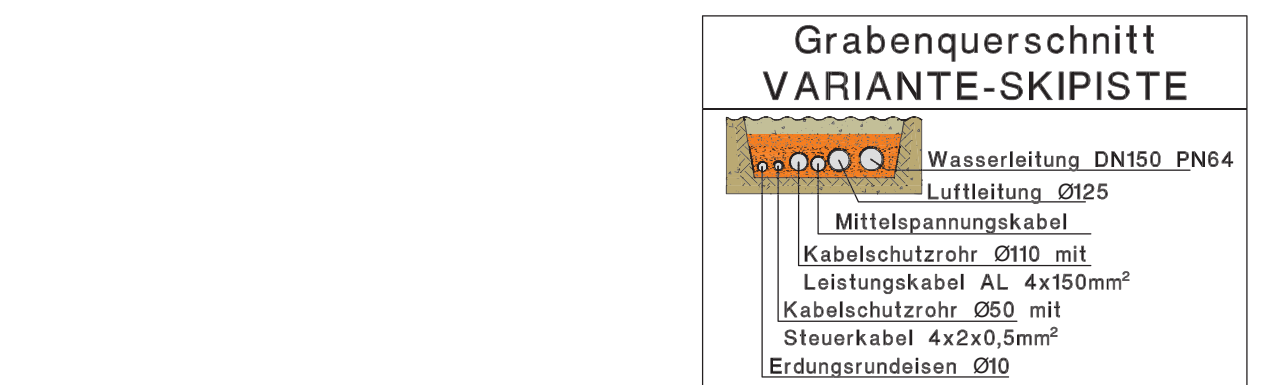 Grabenquerschnitt
VARIANTE-SKIPISTE
Wasserleitung DN150 PN64
Luftleitung Ø125
Mittelspannungskabel
Kabelschutzrohr Ø110 mit
Leistungskabel AL 4x150mm²
Kabelschutzrohr Ø50 mit
Steuerkabel 4x2x0,5mm²
Erdungsrundeisen Ø10